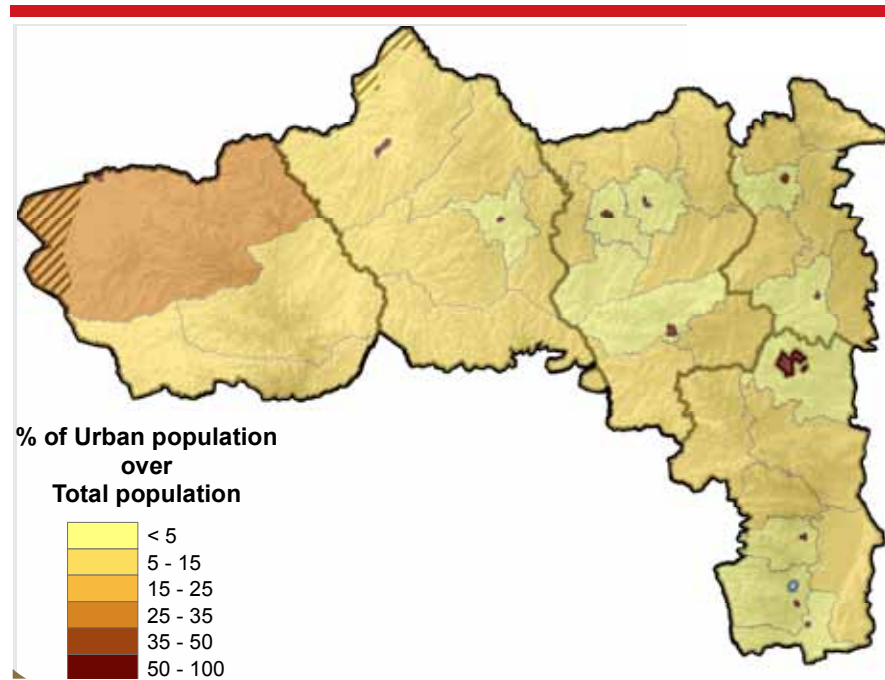 % of Urban population
over
Total population
< 5
5 - 15
15 - 25
25 - 35
35 - 50
50 - 100